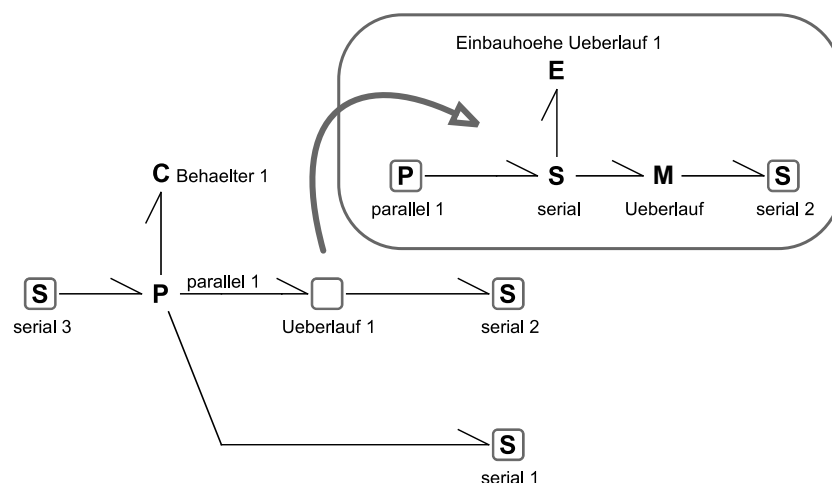 Einbauhoehe Ueberlauf 1
E
P S M S
parallel 1 serial Ueberlauf serial 2
C Behaelter 1
parallel 1
S P S
serial 3 Ueberlauf 1 serial 2
S
serial 1